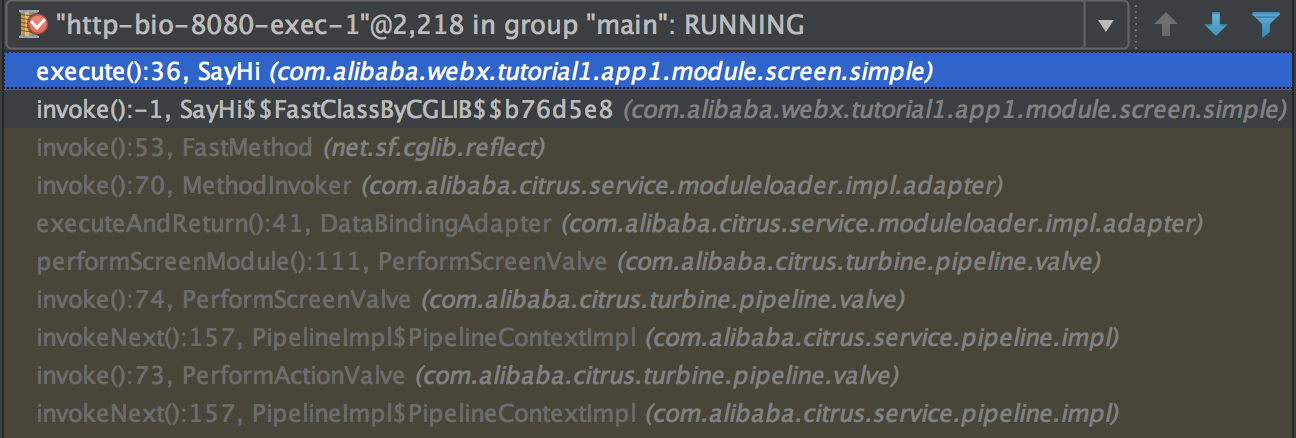 "http-bio-8080-exec-1"@2,218 in group "main": RUNNING
execute():36, SayHi (com.alibaba.webx.tutorial1.app1.module.screen.simple)
invoke():-1, SayHi$$FastClassByCGLIB$$b76d5e8 (com.alibaba.webx.tutorial1.app1.module.screen.simple)
invoke():53, FastMethod (net.sf.cglib.reflect)
invoke():70, MethodInvoker (com.alibaba.citrus.service.moduleloader.impl.adapter)
executeAndReturn():41, DataBindingAdapter (com.alibaba.citrus.service.moduleloader.impl.adapter)
performScreenModule():111, PerformScreenValve (com.alibaba.citrus.turbine.pipeline.valve)
invoke():74, PerformScreenValve (com.alibaba.citrus.turbine.pipeline.valve)
invokeNext():157, PipelineImpl$PipelineContextImpl (com.alibaba.citrus.service.pipeline.impl)
invoke():73, PerformActionValve (com.alibaba.citrus.turbine.pipeline.valve)
invokeNext():157, PipelineImpl$PipelineContextImpl (com.alibaba.citrus.service.pipeline.impl)